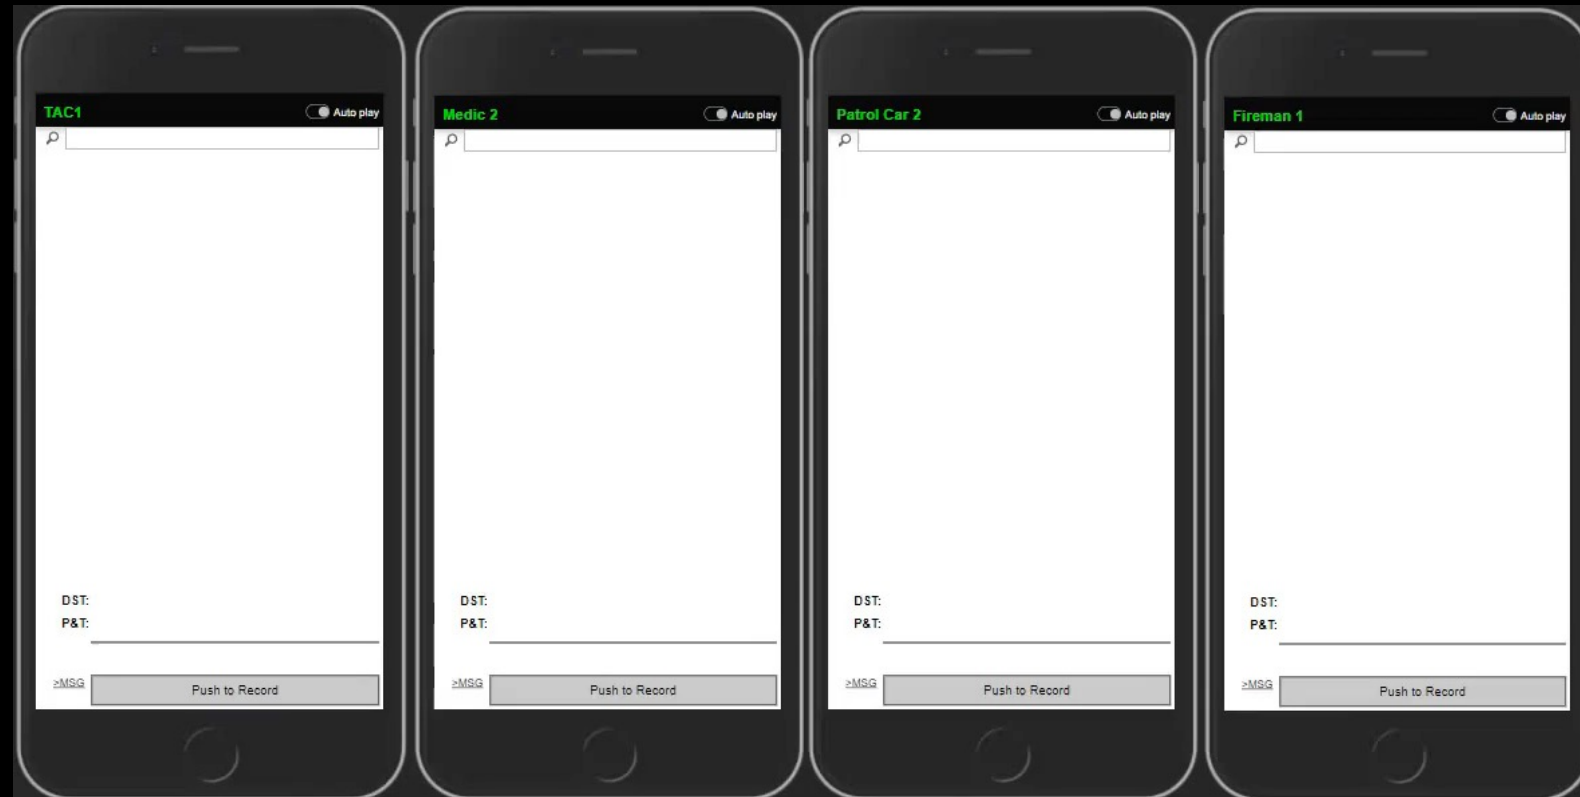 TAC1 Auto play
DST:
P&T:
>MSG Push to Record
Medic 2 Auto play
DST:
P&T:
>MSG Push to Record
Patrol Car 2 Auto play
DST:
P&T:
>MSG Push to Record
Fireman 1 Auto play
DST:
P&T:
>MSG Push to Record